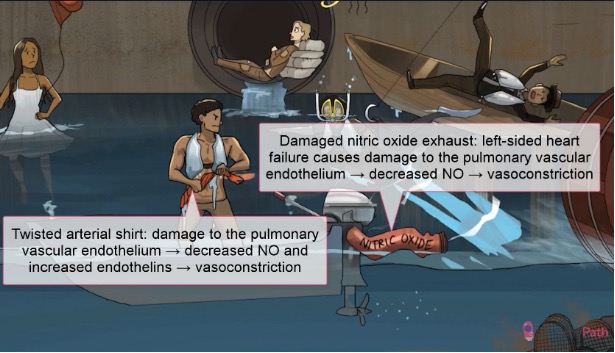 Damaged nitric oxide exhaust: left-sided heart
failure causes damage to the pulmonary vascular
endothelium → decreased NO → vasoconstriction
Twisted arterial shirt: damage to the pulmonary
vascular endothelium → decreased NO and
increased endothelins → vasoconstriction
NITRIC OXIDE
Path